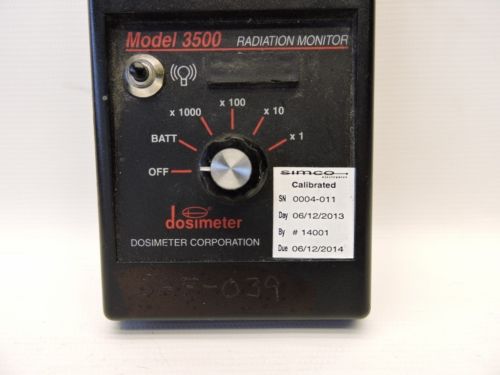 Model 3500 RADIATION MONITOR
x 100
x 1000 x 10
BATT x 1
OFF
simco
electronics
Calibrated
SN 0004-011
Day 06/12/2013
By # 14001
Due 06/12/2014
dosimeter
DOSIMETER CORPORATION